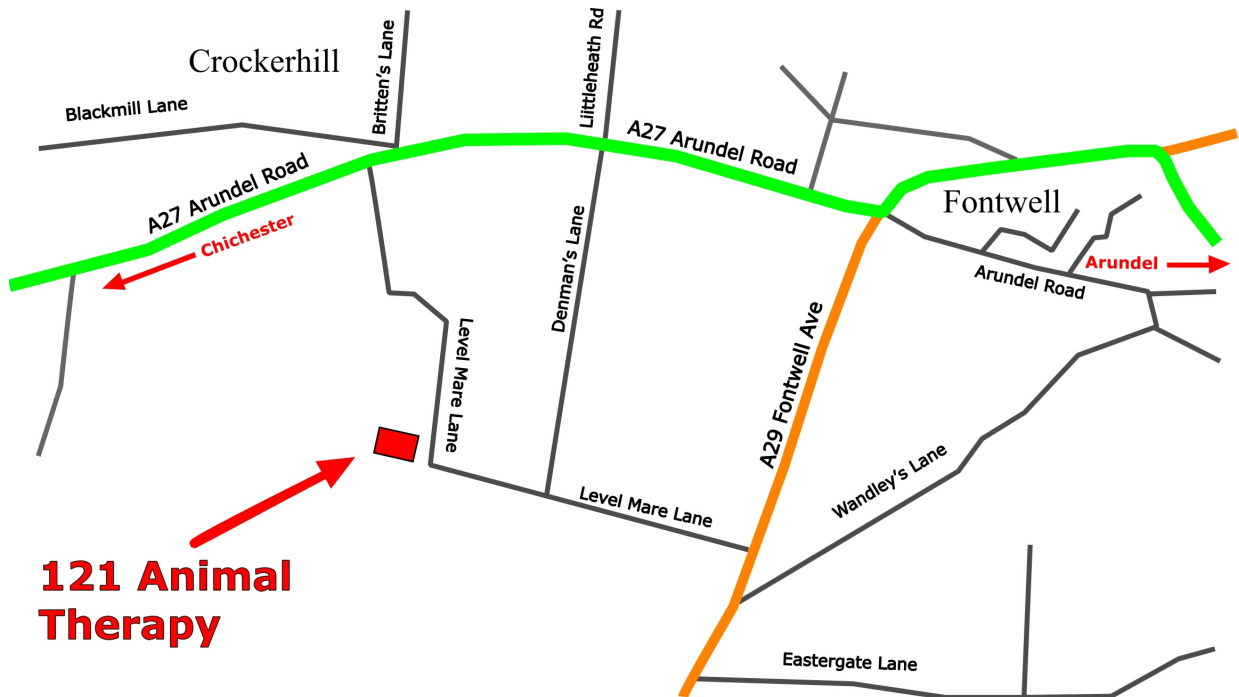 Crockerhill
Blackmill Lane
Britten's Lane
Liittleheath Rd
A27 Arundel Road
A27 Arundel Road
Chichester
Fontwell
Arundel
Arundel Road
Denman's Lane
Level Mare Lane
A29 Fontwell Ave
Wandley's Lane
Level Mare Lane
121 Animal
Therapy
Eastergate Lane